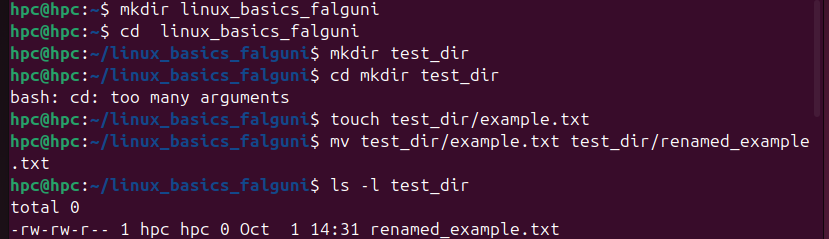 hpc@hpc:~$ mkdir linux_basics_falguni
hpc@hpc:~$ cd  linux_basics_falguni
hpc@hpc:~/linux_basics_falguni$ mkdir test_dir
hpc@hpc:~/linux_basics_falguni$ cd mkdir test_dir
bash: cd: too many arguments
hpc@hpc:~/linux_basics_falguni$ touch test_dir/example.txt
hpc@hpc:~/linux_basics_falguni$ mv test_dir/example.txt test_dir/renamed_example
.txt
hpc@hpc:~/linux_basics_falguni$ ls -l test_dir
total 0
-rw-rw-r-- 1 hpc hpc 0 Oct  1 14:31 renamed_example.txt